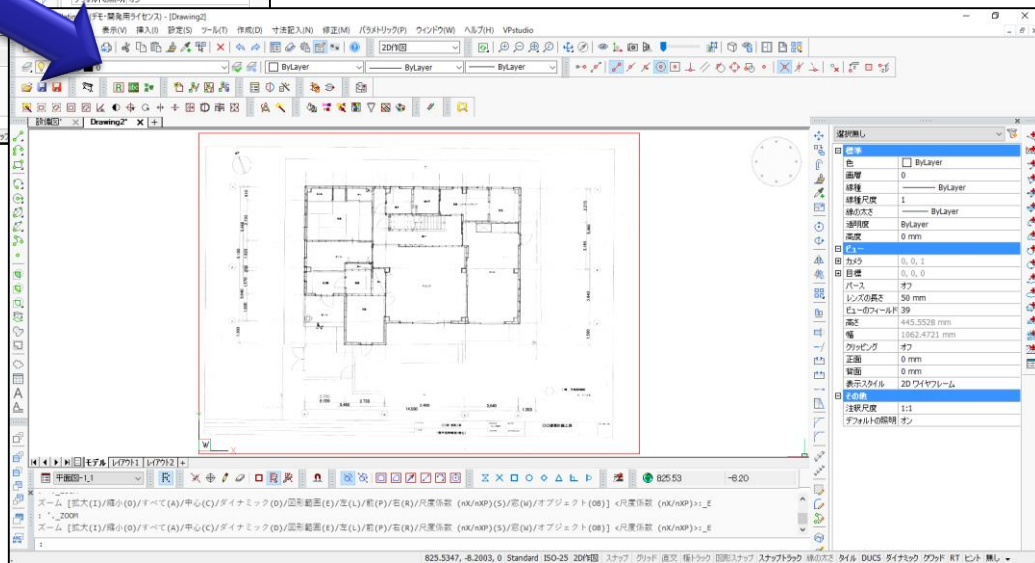 (デモ・開発用ライセンス) - [Drawing2]
表示(V) 挿入(I) 設定(S) ツール(T) 作成(D) 寸法記入(N) 修正(M) パラメトリック(P) ウィンドウ(W) ヘルプ(H) VPstudio
2D作図
0
ByLayer
ByLayer
ByLayer
Drawing2*
選択無し
標準
色 ByLayer
画層 0
線種 ByLayer
線種尺度 1
線の太さ ByLayer
透明度 ByLayer
高度 0 mm
ビュー
カメラ 0, 0, 1
目標 0, 0, 0
パース オフ
レンズの長さ 50 mm
ビューのフィールド 39
高さ 445.5528 mm
幅 1062.4721 mm
クリッピング オフ
正面 0 mm
背面 0 mm
表示スタイル 2D ワイヤフレーム
その他
注釈尺度 1:1
デフォルトの照明 オン
W
X
モデル レイアウト1 レイアウト2
平面図-1_1
825.53 -8.20
: '._ZOOM
ズーム [拡大(I)/縮小(O)/すべて(A)/中心(C)/ダイナミック(D)/図形範囲(E)/左(L)/前(P)/右(R)/尺度係数 (nX/nXP)(S)/窓(W)/オブジェクト(OB)] <尺度係数 (nX/nXP)>:_E
ズーム [拡大(I)/縮小(O)/すべて(A)/中心(C)/ダイナミック(D)/図形範囲(E)/左(L)/前(P)/右(R)/尺度係数 (nX/nXP)(S)/窓(W)/オブジェクト(OB)] <尺度係数 (nX/nXP)>:_E
:
825.5347, -8.2003, 0 Standard ISO-25 2D作図 スナップ グリッド 直交 極トラック 図形スナップ スナップトラック 線の太さ タイル DUCS ダイナミック クワッド RT ヒント 無し